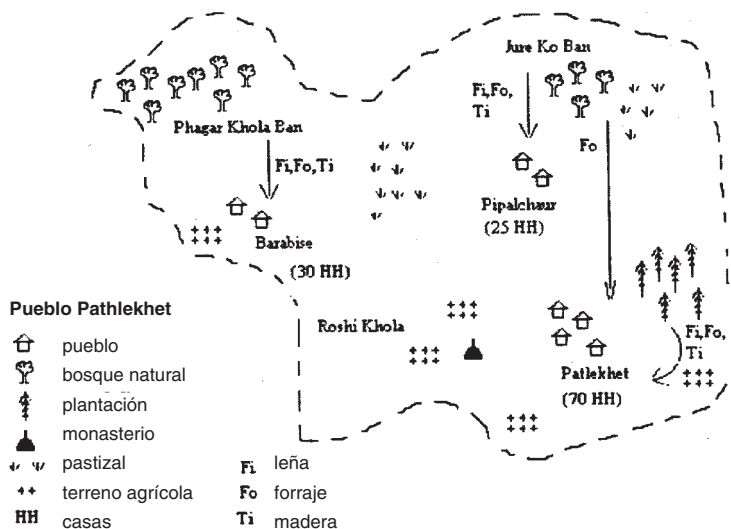 Jure Ko Ban
Fi,Fo,
Ti
Fo
Phagar Khola Ban
Fi,Fo,Ti
Pipalchaur
(25 HH)
Barabise
(30 HH)
Roshi Khola
Fi,Fo,
Ti
Patlekhet
(70 HH)
Pueblo Pathlekhet
pueblo
bosque natural
plantación
monasterio
pastizal
terreno agrícola
HH casas
Fi leña
Fo forraje
Ti madera